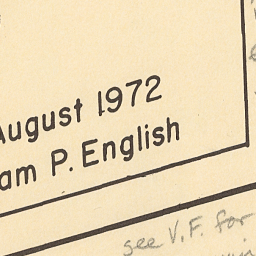 August 1972
am P. English
see V.F. for